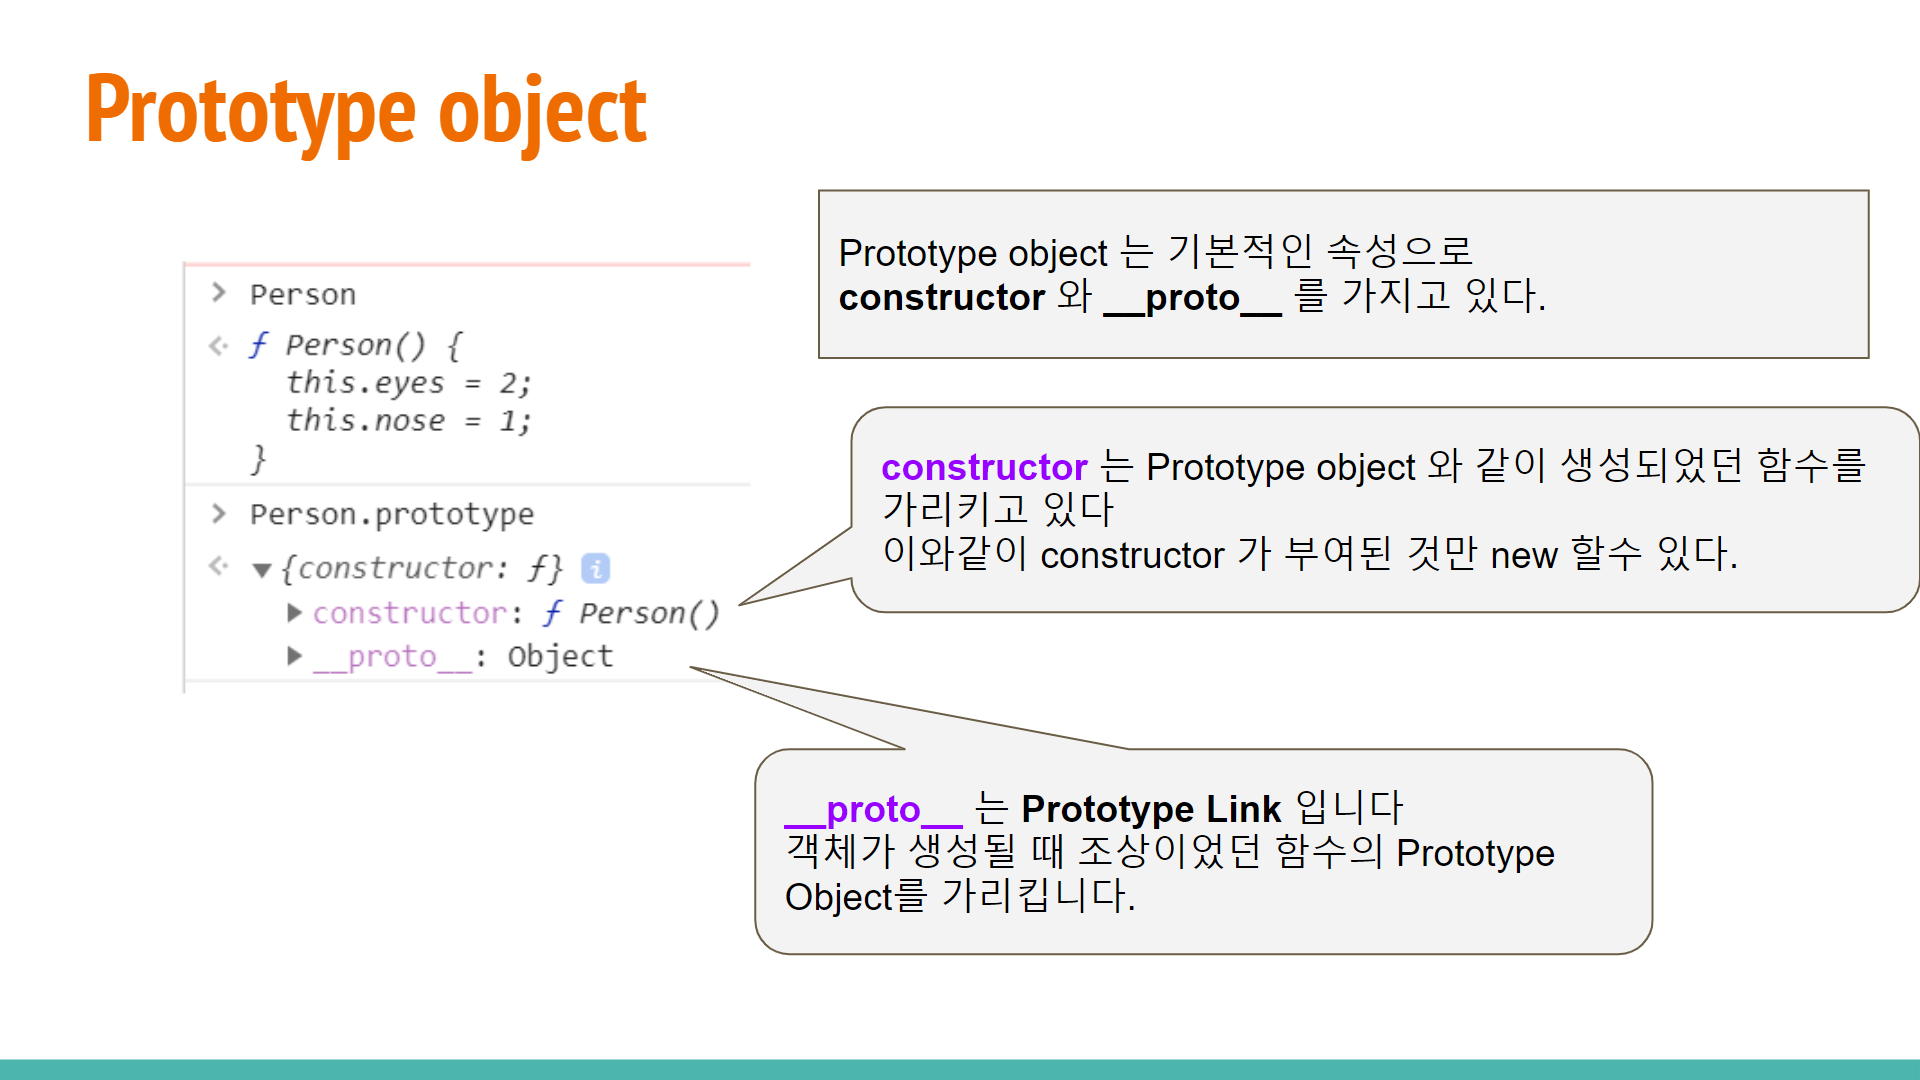 Prototype object
> Person
ƒ Person() {
this.eyes = 2;
this.nose = 1;
}
> Person.prototype
▼{constructor: ƒ} i
▶constructor: ƒ Person()
▶__proto__: Object
Prototype object 는 기본적인 속성으로
constructor 와 __proto__ 를 가지고 있다.
constructor 는 Prototype object 와 같이 생성되었던 함수를
가리키고 있다
이와같이 constructor 가 부여된 것만 new 할수 있다.
__proto__ 는 Prototype Link 입니다
객체가 생성될 때 조상이었던 함수의 Prototype
Object를 가리킵니다.